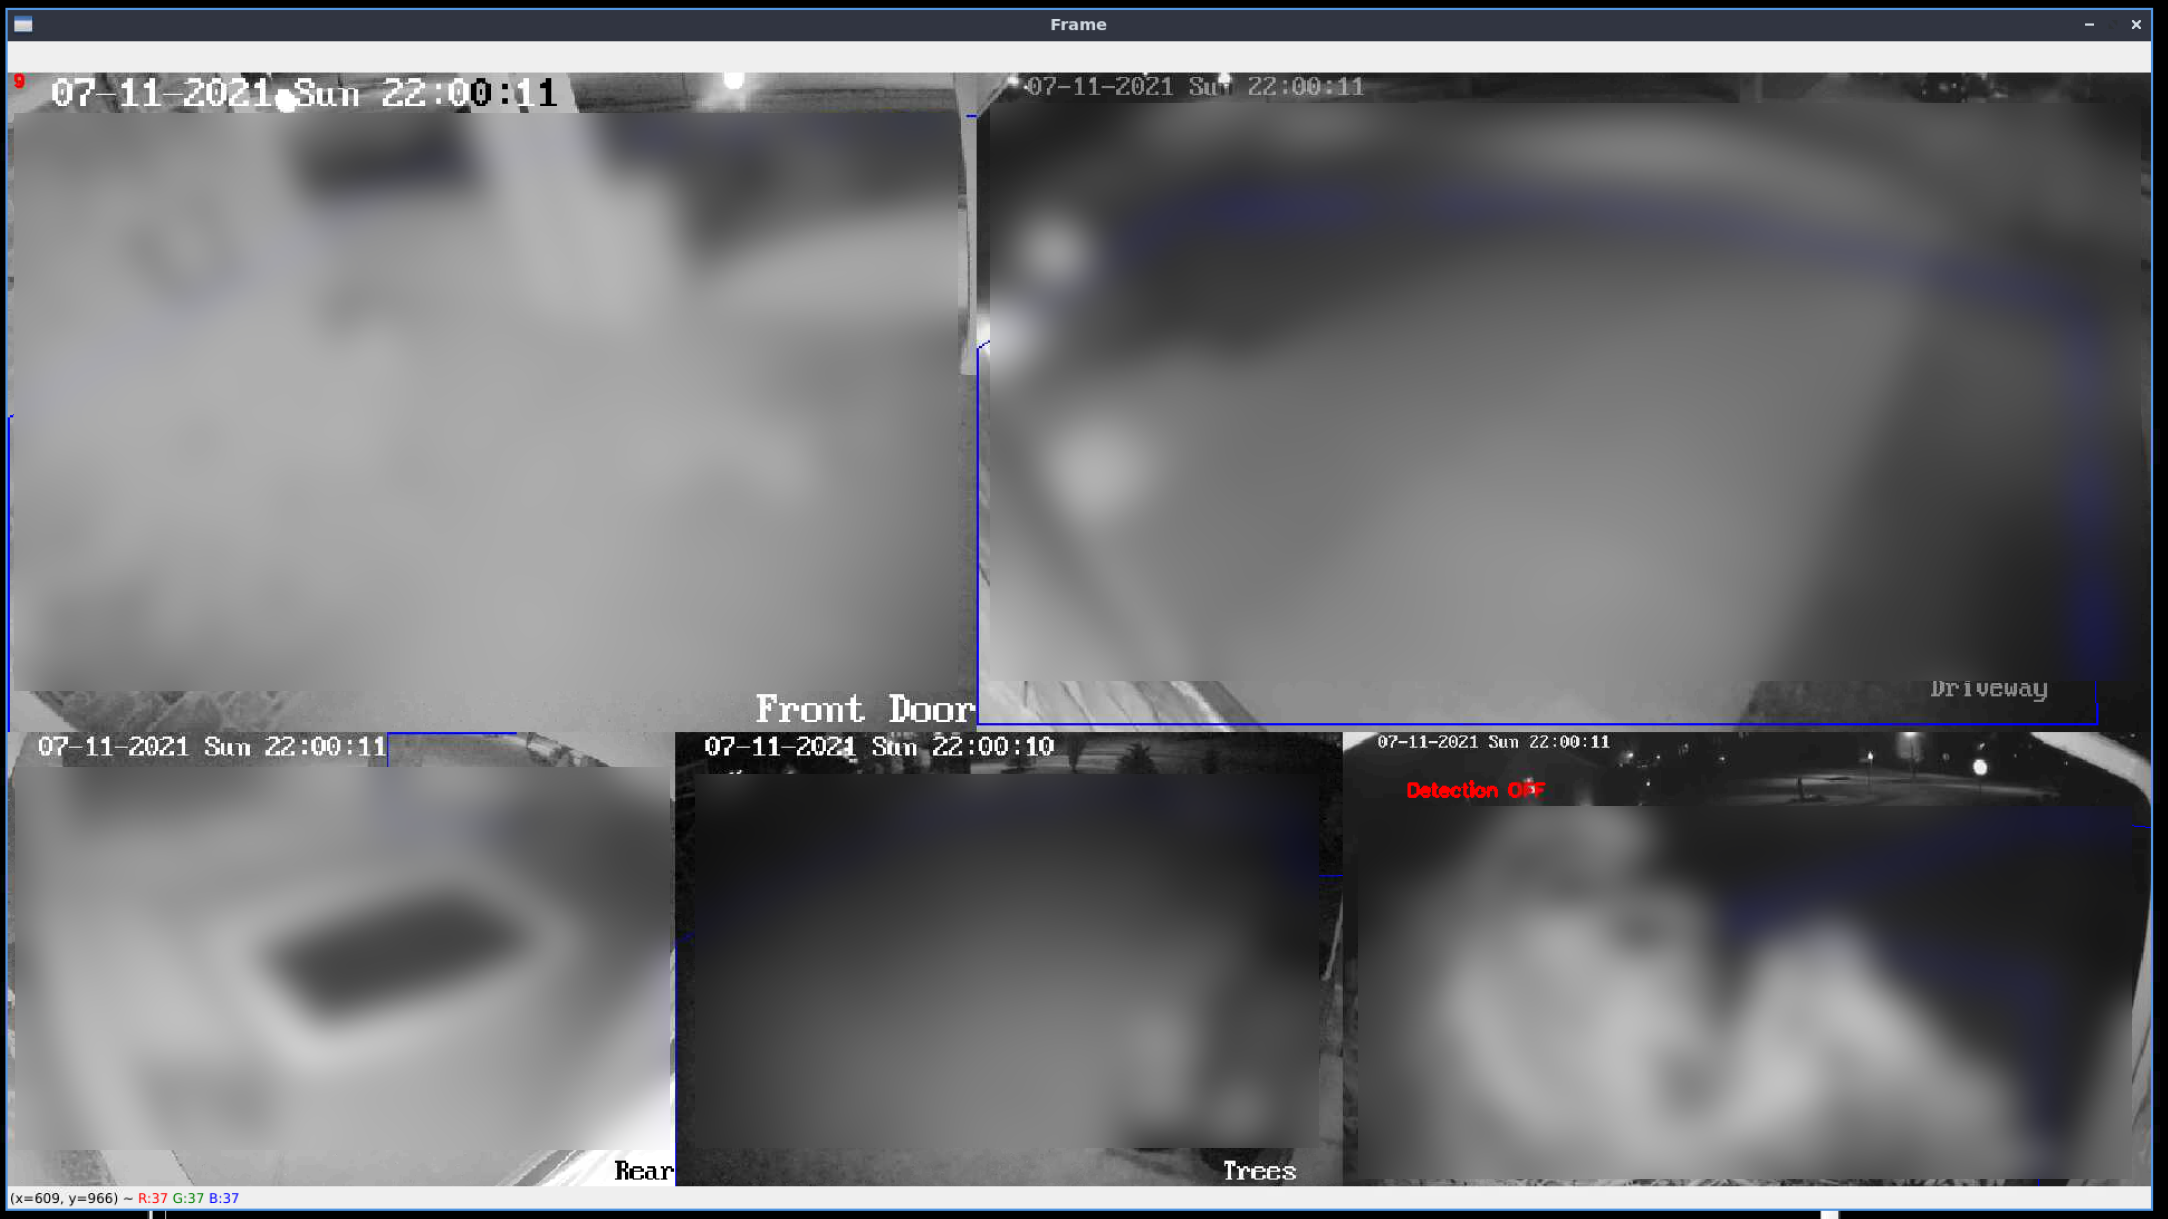 Frame
9
07-11-2021 Sun 22:00:11
07-11-2021 Sun 22:00:11
Front Door
Driveway
07-11-2021 Sun 22:00:11
07-11-2021 Sun 22:00:10
07-11-2021 Sun 22:00:11
Detection OFF
Rear
Trees
(x=609, y=966) ~ R:37 G:37 B:37